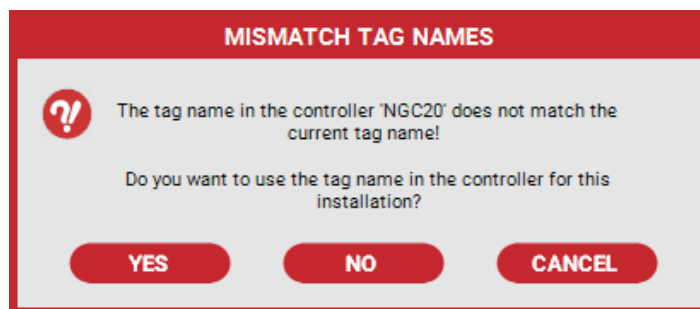 MISMATCH TAG NAMES
The tag name in the controller 'NGC20' does not match the
current tag name!
Do you want to use the tag name in the controller for this
installation?
YES
NO
CANCEL